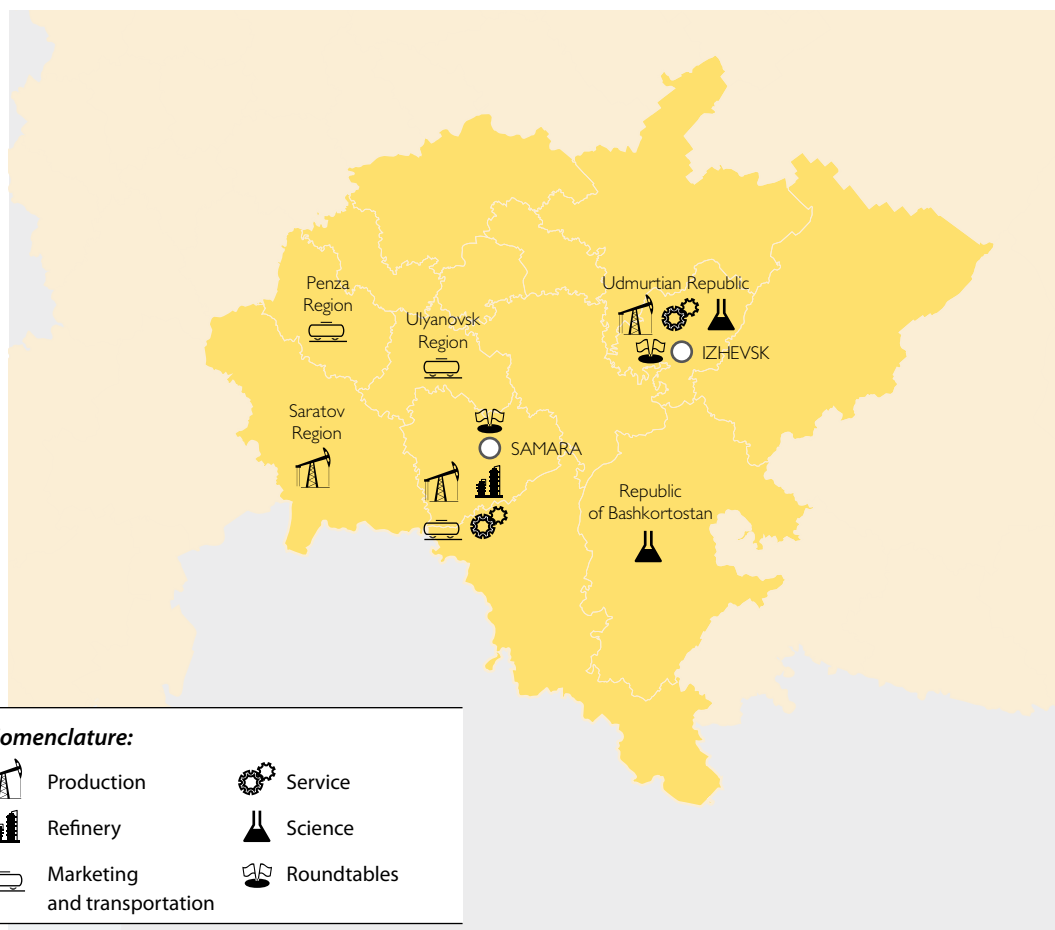 Penza
Region
Ulyanovsk
Region
Udmurtian Republic
IZHEVSK
Saratov
Region
SAMARA
Republic
of Bashkortostan
omenclature:
Production
Service
Refinery
Science
Marketing
and transportation
Roundtables